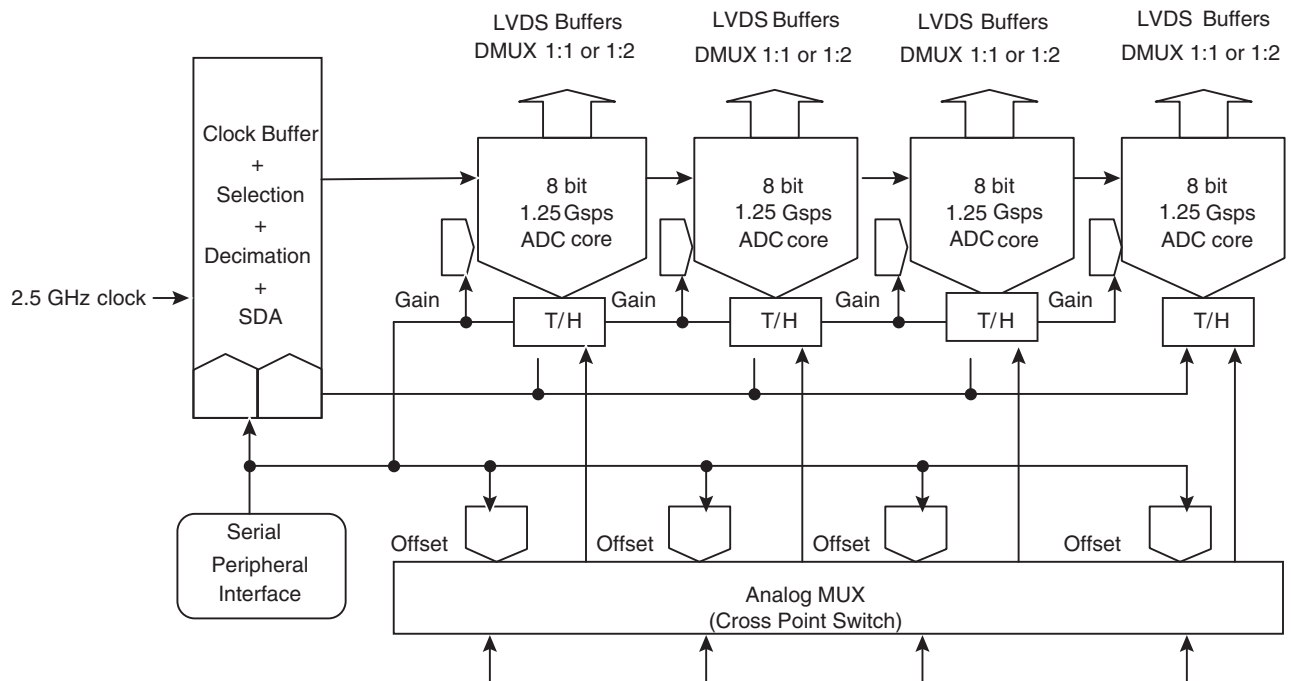 LVDS Buffers
DMUX 1:1 or 1:2
LVDS Buffers
DMUX 1:1 or 1:2
LVDS Buffers
DMUX 1:1 or 1:2
LVDS Buffers
DMUX 1:1 or 1:2
Clock Buffer
+
Selection
+
Decimation
+
SDA
2.5 GHz clock
8 bit
1.25 Gsps
ADC core
8 bit
1.25 Gsps
ADC core
8 bit
1.25 Gsps
ADC core
8 bit
1.25 Gsps
ADC core
Gain
T/H
Gain
T/H
Gain
T/H
Gain
T/H
Serial
Peripheral
Interface
Offset
Offset
Offset
Offset
Analog MUX
(Cross Point Switch)